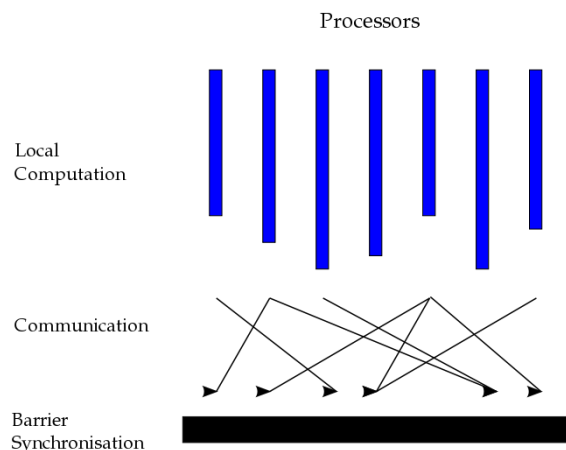 Processors
Local
Computation
Communication
Barrier
Synchronisation